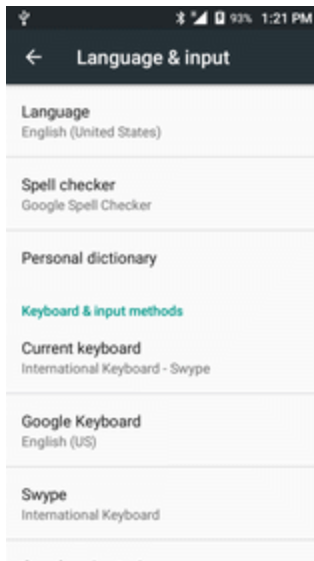 93% 1:21 PM
Language & input
Language
English (United States)
Spell checker
Google Spell Checker
Personal dictionary
Keyboard & input methods
Current keyboard
International Keyboard - Swype
Google Keyboard
English (US)
Swype
International Keyboard